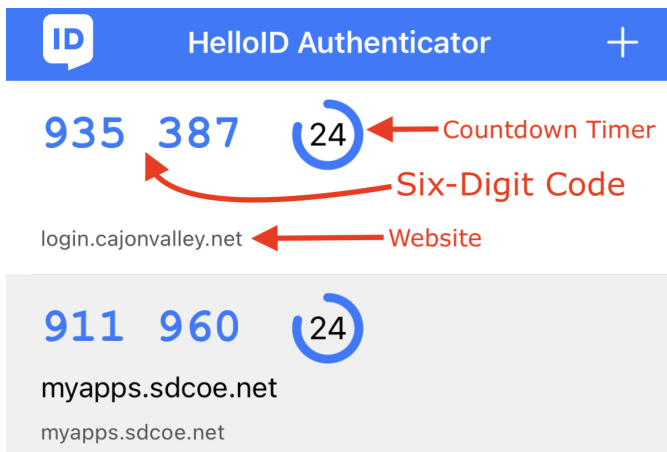 ID HelloID Authenticator +
935 387 24 Countdown Timer
Six-Digit Code
login.cajonvalley.net Website
911 960 24
myapps.sdcoe.net
myapps.sdcoe.net